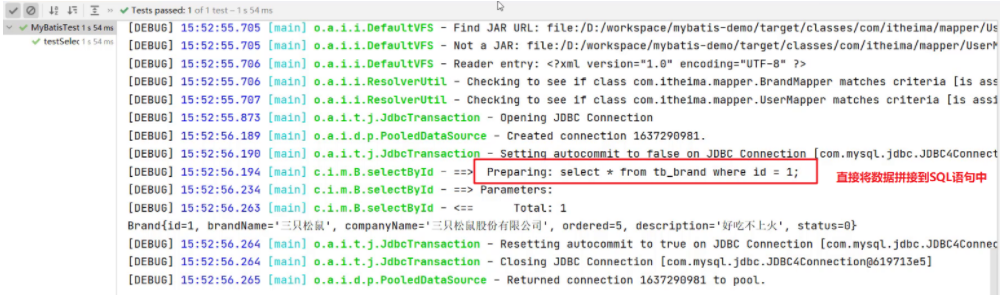 Tests passed: 1 of 1 test – 1 s 54 ms
MyBatisTest 1 s 54 ms
testSelec 1 s 54 ms
[DEBUG] 15:52:55.705 [main] o.a.i.i.DefaultVFS - Find JAR URL: file:/D:/workspace/mybatis-demo/target/classes/com/itheima/mapper/Us
[DEBUG] 15:52:55.705 [main] o.a.i.i.DefaultVFS - Not a JAR: file:/D:/workspace/mybatis-demo/target/classes/com/itheima/mapper/UserM
[DEBUG] 15:52:55.706 [main] o.a.i.i.DefaultVFS - Reader entry: <?xml version="1.0" encoding="UTF-8" ?>
[DEBUG] 15:52:55.706 [main] o.a.i.i.ResolverUtil - Checking to see if class com.itheima.mapper.BrandMapper matches criteria [is assi
[DEBUG] 15:52:55.707 [main] o.a.i.i.ResolverUtil - Checking to see if class com.itheima.mapper.UserMapper matches criteria [is assig
[DEBUG] 15:52:55.873 [main] o.a.i.t.j.JdbcTransaction - Opening JDBC Connection
[DEBUG] 15:52:56.189 [main] o.a.i.d.p.PooledDataSource - Created connection 1637290981.
[DEBUG] 15:52:56.190 [main] o.a.i.t.j.JdbcTransaction - Setting autocommit to false on JDBC Connection [com.mysql.jdbc.JDBC4Connect
[DEBUG] 15:52:56.194 [main] c.i.m.B.selectById - ==>  Preparing: select * from tb_brand where id = 1;
直接将数据拼接到SQL语句中
[DEBUG] 15:52:56.234 [main] c.i.m.B.selectById - ==> Parameters:
[DEBUG] 15:52:56.263 [main] c.i.m.B.selectById - <==      Total: 1
Brand{id=1, brandName='三只松鼠', companyName='三只松鼠股份有限公司', ordered=5, description='好吃不上火', status=0}
[DEBUG] 15:52:56.264 [main] o.a.i.t.j.JdbcTransaction - Resetting autocommit to true on JDBC Connection [com.mysql.jdbc.JDBC4Connec
[DEBUG] 15:52:56.264 [main] o.a.i.t.j.JdbcTransaction - Closing JDBC Connection [com.mysql.jdbc.JDBC4Connection@619713e5]
[DEBUG] 15:52:56.265 [main] o.a.i.d.p.PooledDataSource - Returned connection 1637290981 to pool.